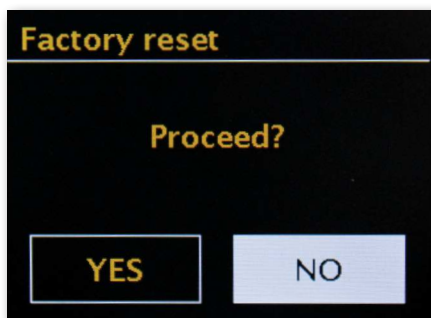 Factory reset
Proceed?
YES
NO